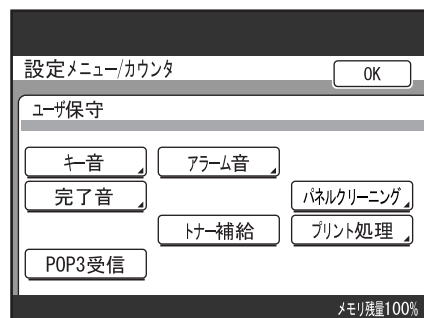 設定メニュー/カウンタ
OK
ユーザ保守
キー音 アラーム音
完了音 パネルクリーニング
トナー補給 プリント処理
POP3受信
メモリ残量100%